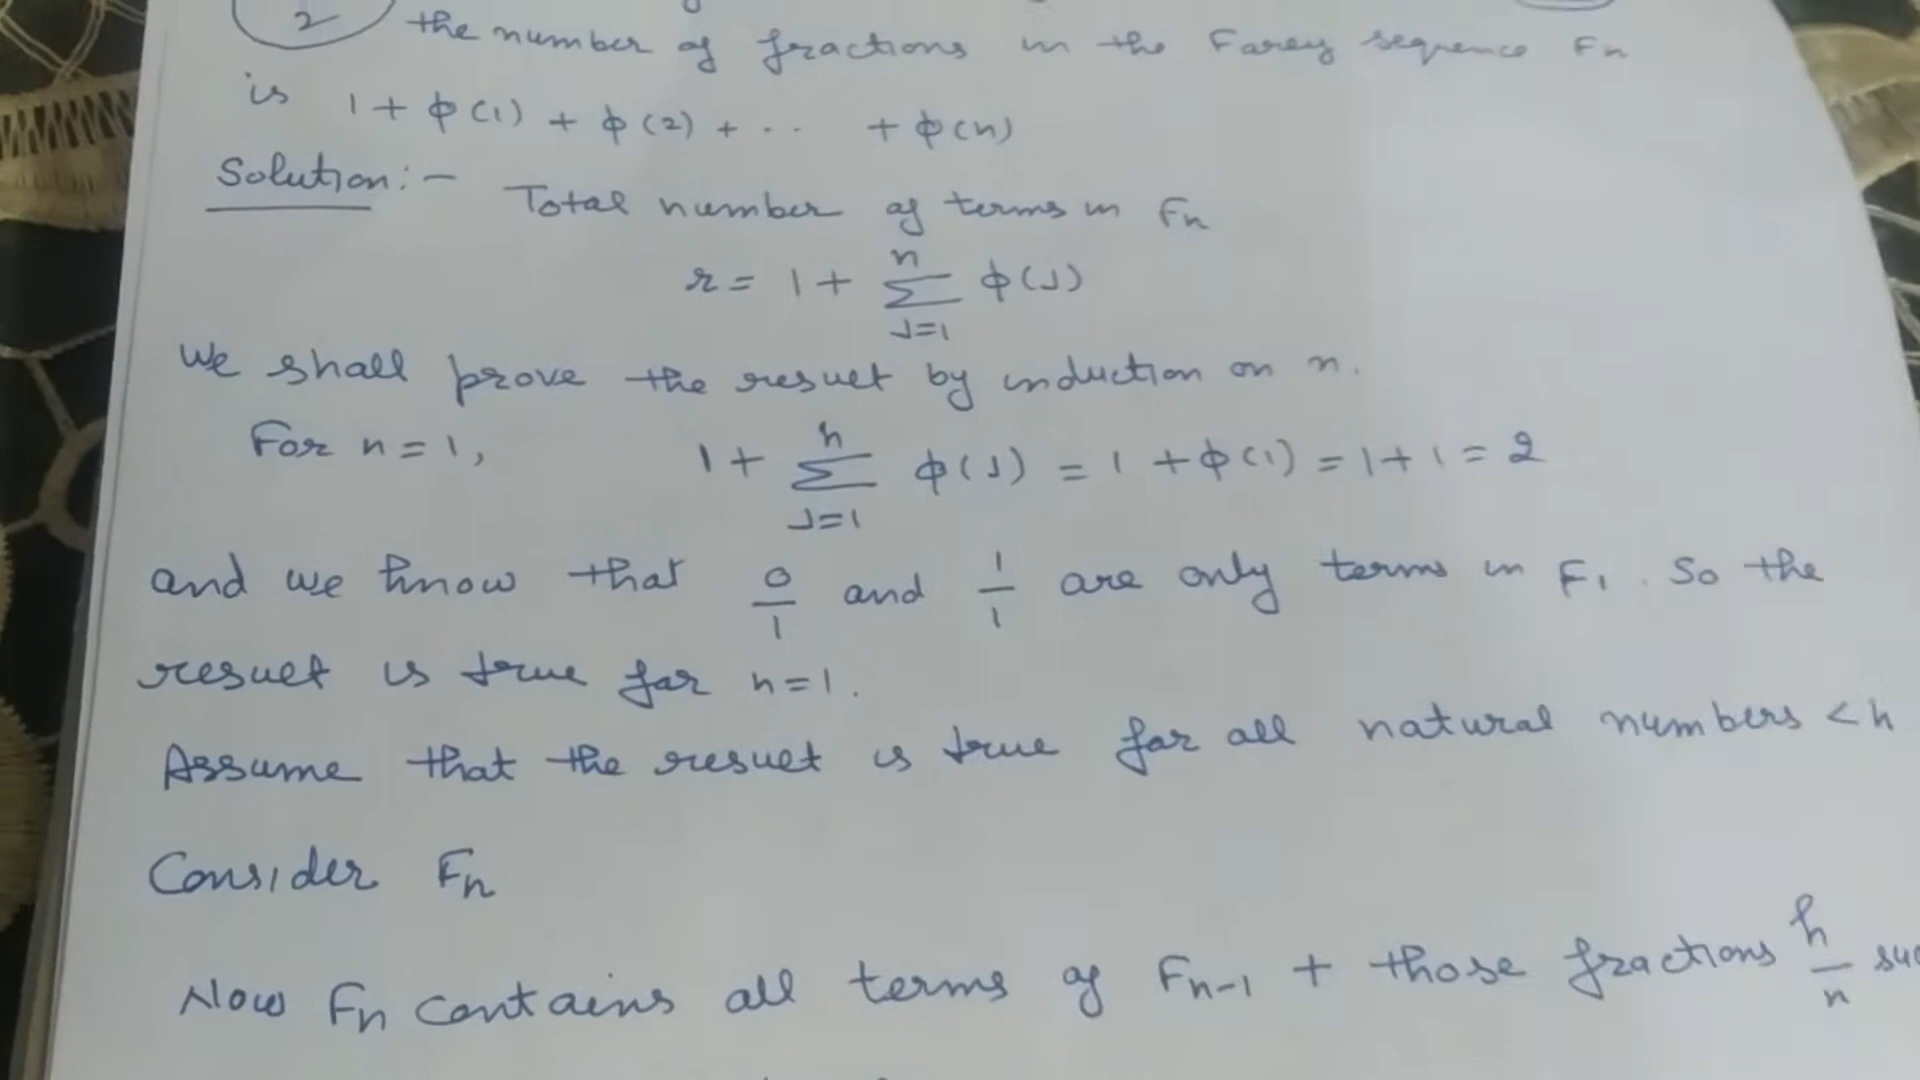 2 the number of fractions in the Farey sequence Fn
is 1 + ϕ(1) + ϕ(2) + .. + ϕ(n)
Solution:- Total number of terms in Fn
r = 1 + n∑J=1 ϕ(J)
We shall prove the result by induction on n.
For n = 1, 1 + n∑J=1 ϕ(J) = 1 + ϕ(1) = 1 + 1 = 2
and we know that 0/1 and 1/1 are only terms in F1. So the
result is true for n=1.
Assume that the result is true for all natural numbers < n
Consider Fn
Now Fn contains all terms of Fn-1 + those fractions h/n suc